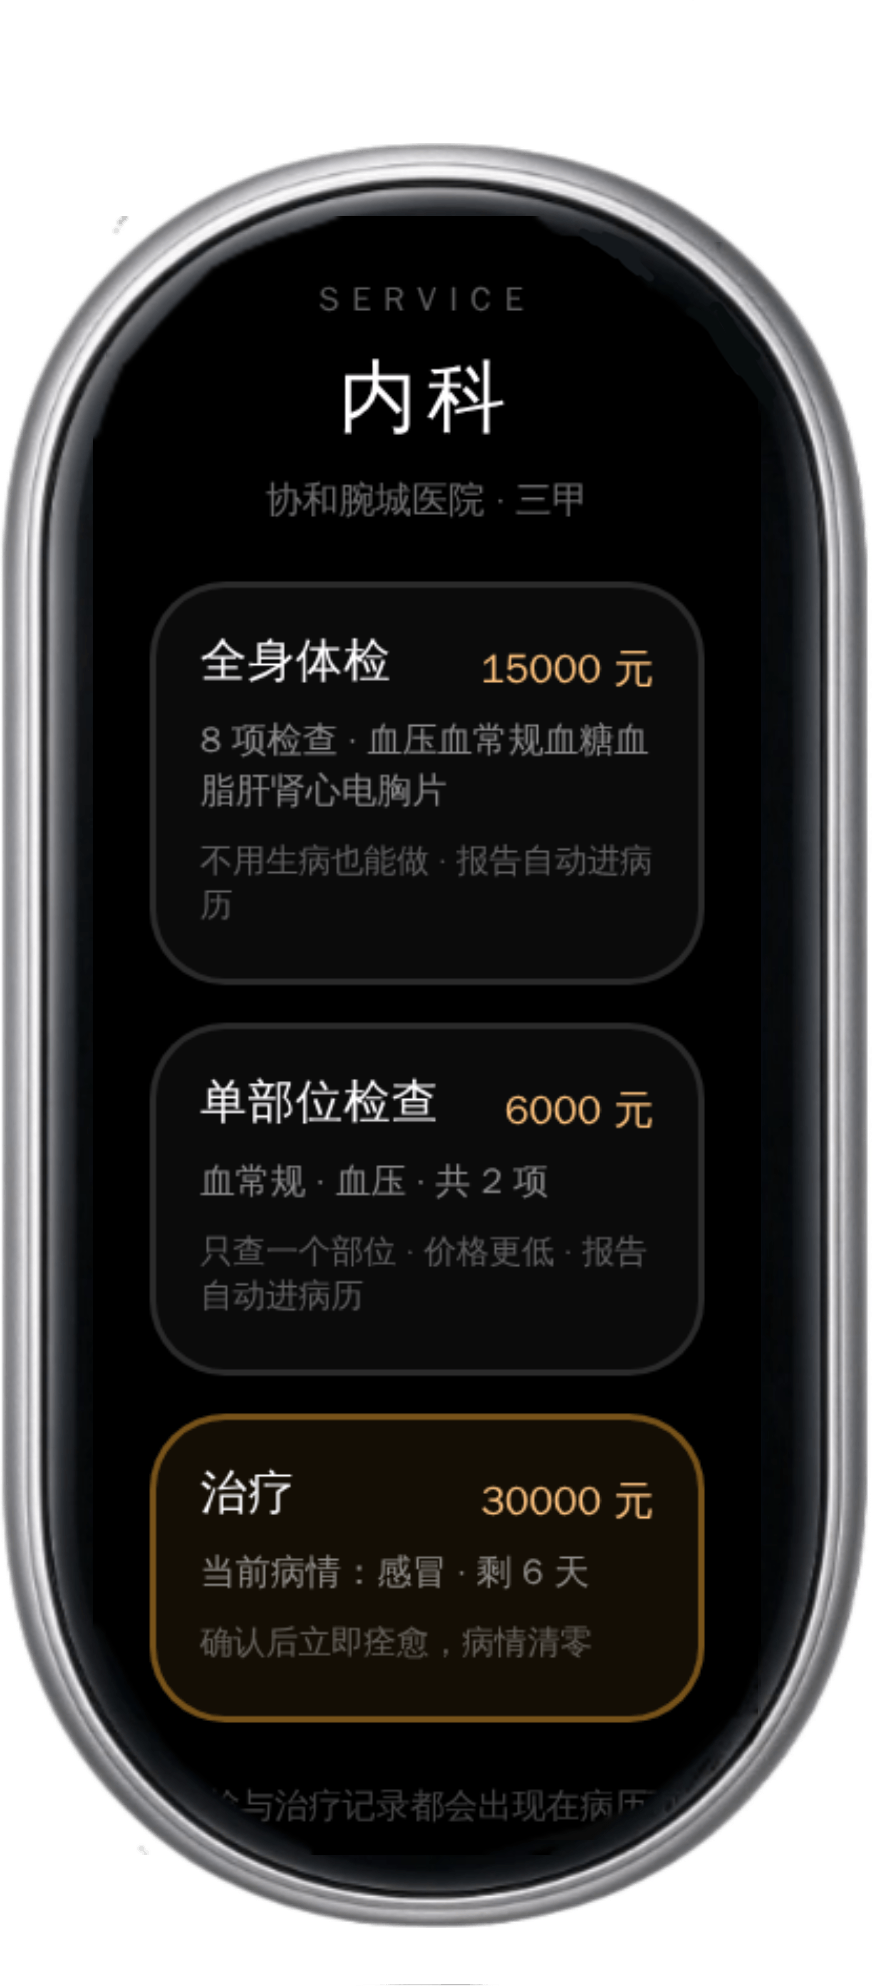 SERVICE
内科
协和腕城医院 · 三甲
全身体检 15000 元
8 项检查 · 血压血常规血糖血
脂肝肾心电胸片
不用生病也能做 · 报告自动进病
历
单部位检查 6000 元
血常规 · 血压 · 共 2 项
只查一个部位 · 价格更低 · 报告
自动进病历
治疗 30000 元
当前病情：感冒 · 剩 6 天
确认后立即痊愈，病情清零
与治疗记录都会出现在病历